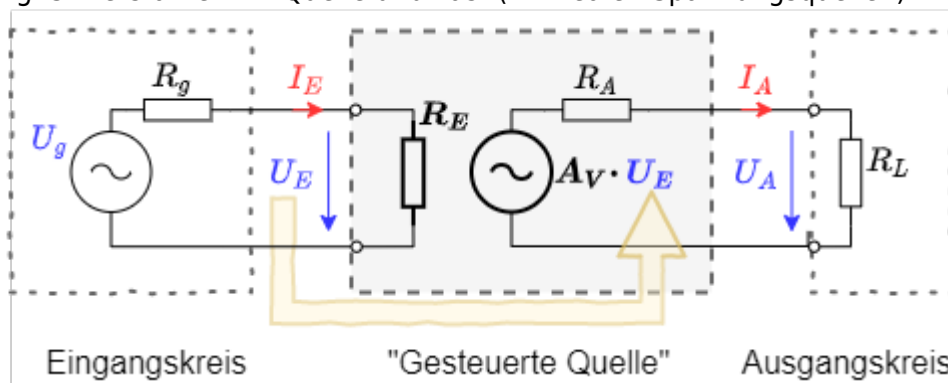 R_g I_E R_E R_A I_A
U_g U_E A_V · U_E U_A R_L
Eingangskreis "Gesteuerte Quelle" Ausgangskreis